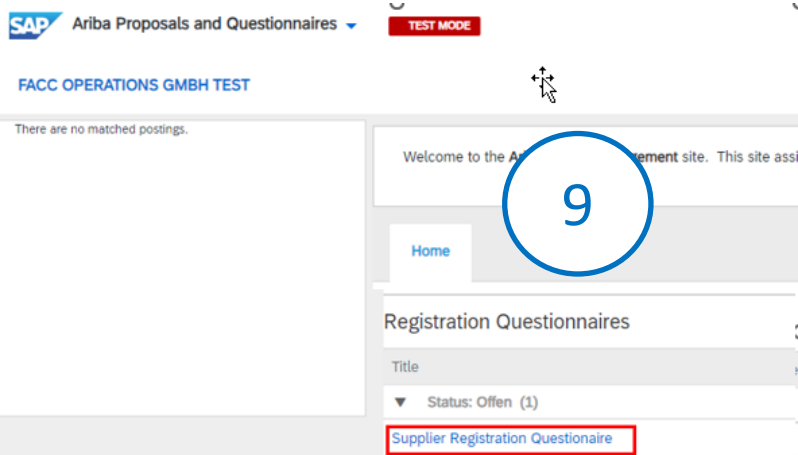 SAP Ariba Proposals and Questionnaires
TEST MODE
FACC OPERATIONS GMBH TEST
There are no matched postings.
Welcome to the site. This site
9
Home
Registration Questionnaires
Title
Status: Offen (1)
Supplier Registration Questionaire